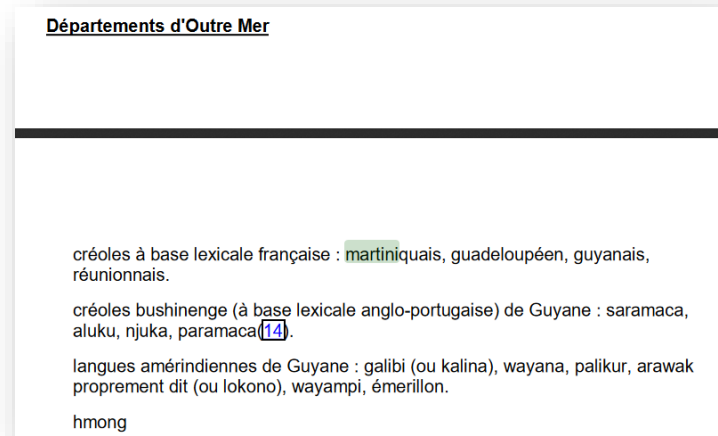 Départements d'Outre Mer
créoles à base lexicale française : martiniquais, guadeloupéen, guyanais,
réunionnais.
créoles bushinenge (à base lexicale anglo-portugaise) de Guyane : saramaca,
aluku, njuka, paramaca(14).
langues amérindiennes de Guyane : galibi (ou kalina), wayana, palikur, arawak
proprement dit (ou lokono), wayampi, émerillon.
hmong